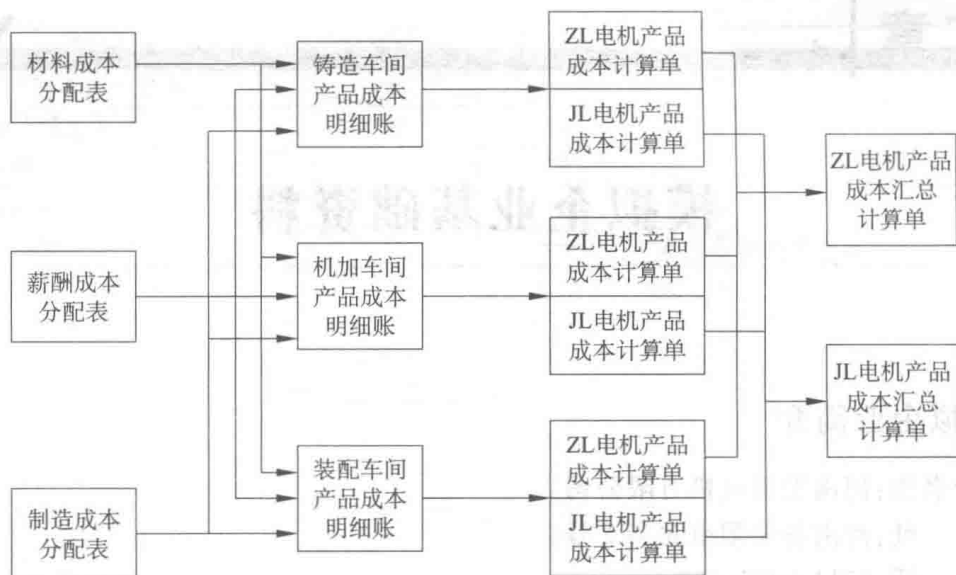 材料成本
分配表
薪酬成本
分配表
制造成本
分配表
铸造车间
产品成本
明细账
机加车间
产品成本
明细账
装配车间
产品成本
明细账
ZL电机产品
成本计算单
JL电机产品
成本计算单
ZL电机产品
成本计算单
JL电机产品
成本计算单
ZL电机产品
成本计算单
JL电机产品
成本计算单
ZL电机产品
成本汇总
计算单
JL电机产品
成本汇总
计算单